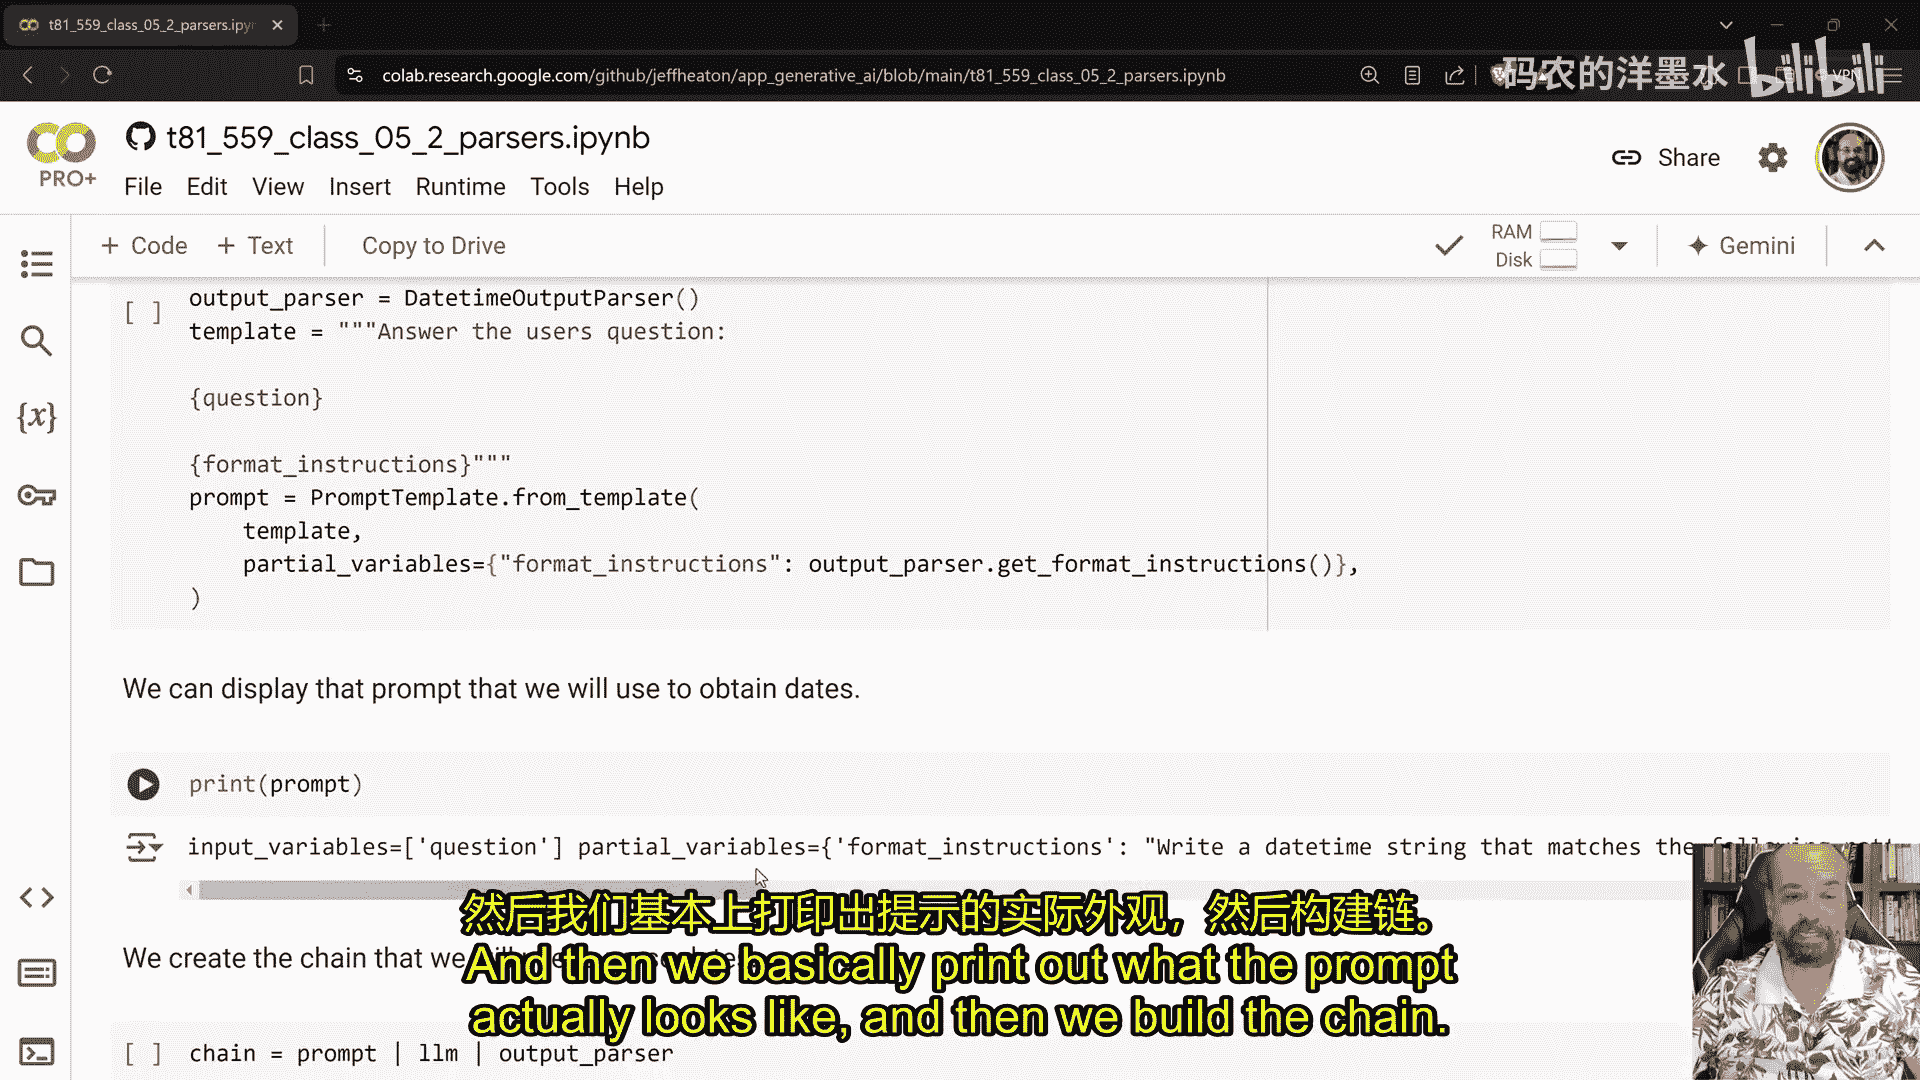 t81_559_class_05_2_parsers.ipy
colab.research.google.com/github/jeffheaton/app_generative_ai/blob/main/t81_559_class_05_2_parsers.ipynb
码农的洋墨水 bilibili
VPN
t81_559_class_05_2_parsers.ipynb
PRO+
File Edit View Insert Runtime Tools Help
Share
+ Code + Text Copy to Drive
RAM
Disk
Gemini
[ ] output_parser = DatetimeOutputParser()
template = """Answer the users question:
{question}
{format_instructions}"""
prompt = PromptTemplate.from_template(
template,
partial_variables={"format_instructions": output_parser.get_format_instructions()},
)
We can display that prompt that we will use to obtain dates.
print(prompt)
input_variables=['question'] partial_variables={'format_instructions': "Write a datetime string that matches the following
We create the chain that we
然后我们基本上打印出提示的实际外观，然后构建链。
And then we basically print out what the prompt
actually looks like, and then we build the chain.
[ ] chain = prompt | llm | output_parser